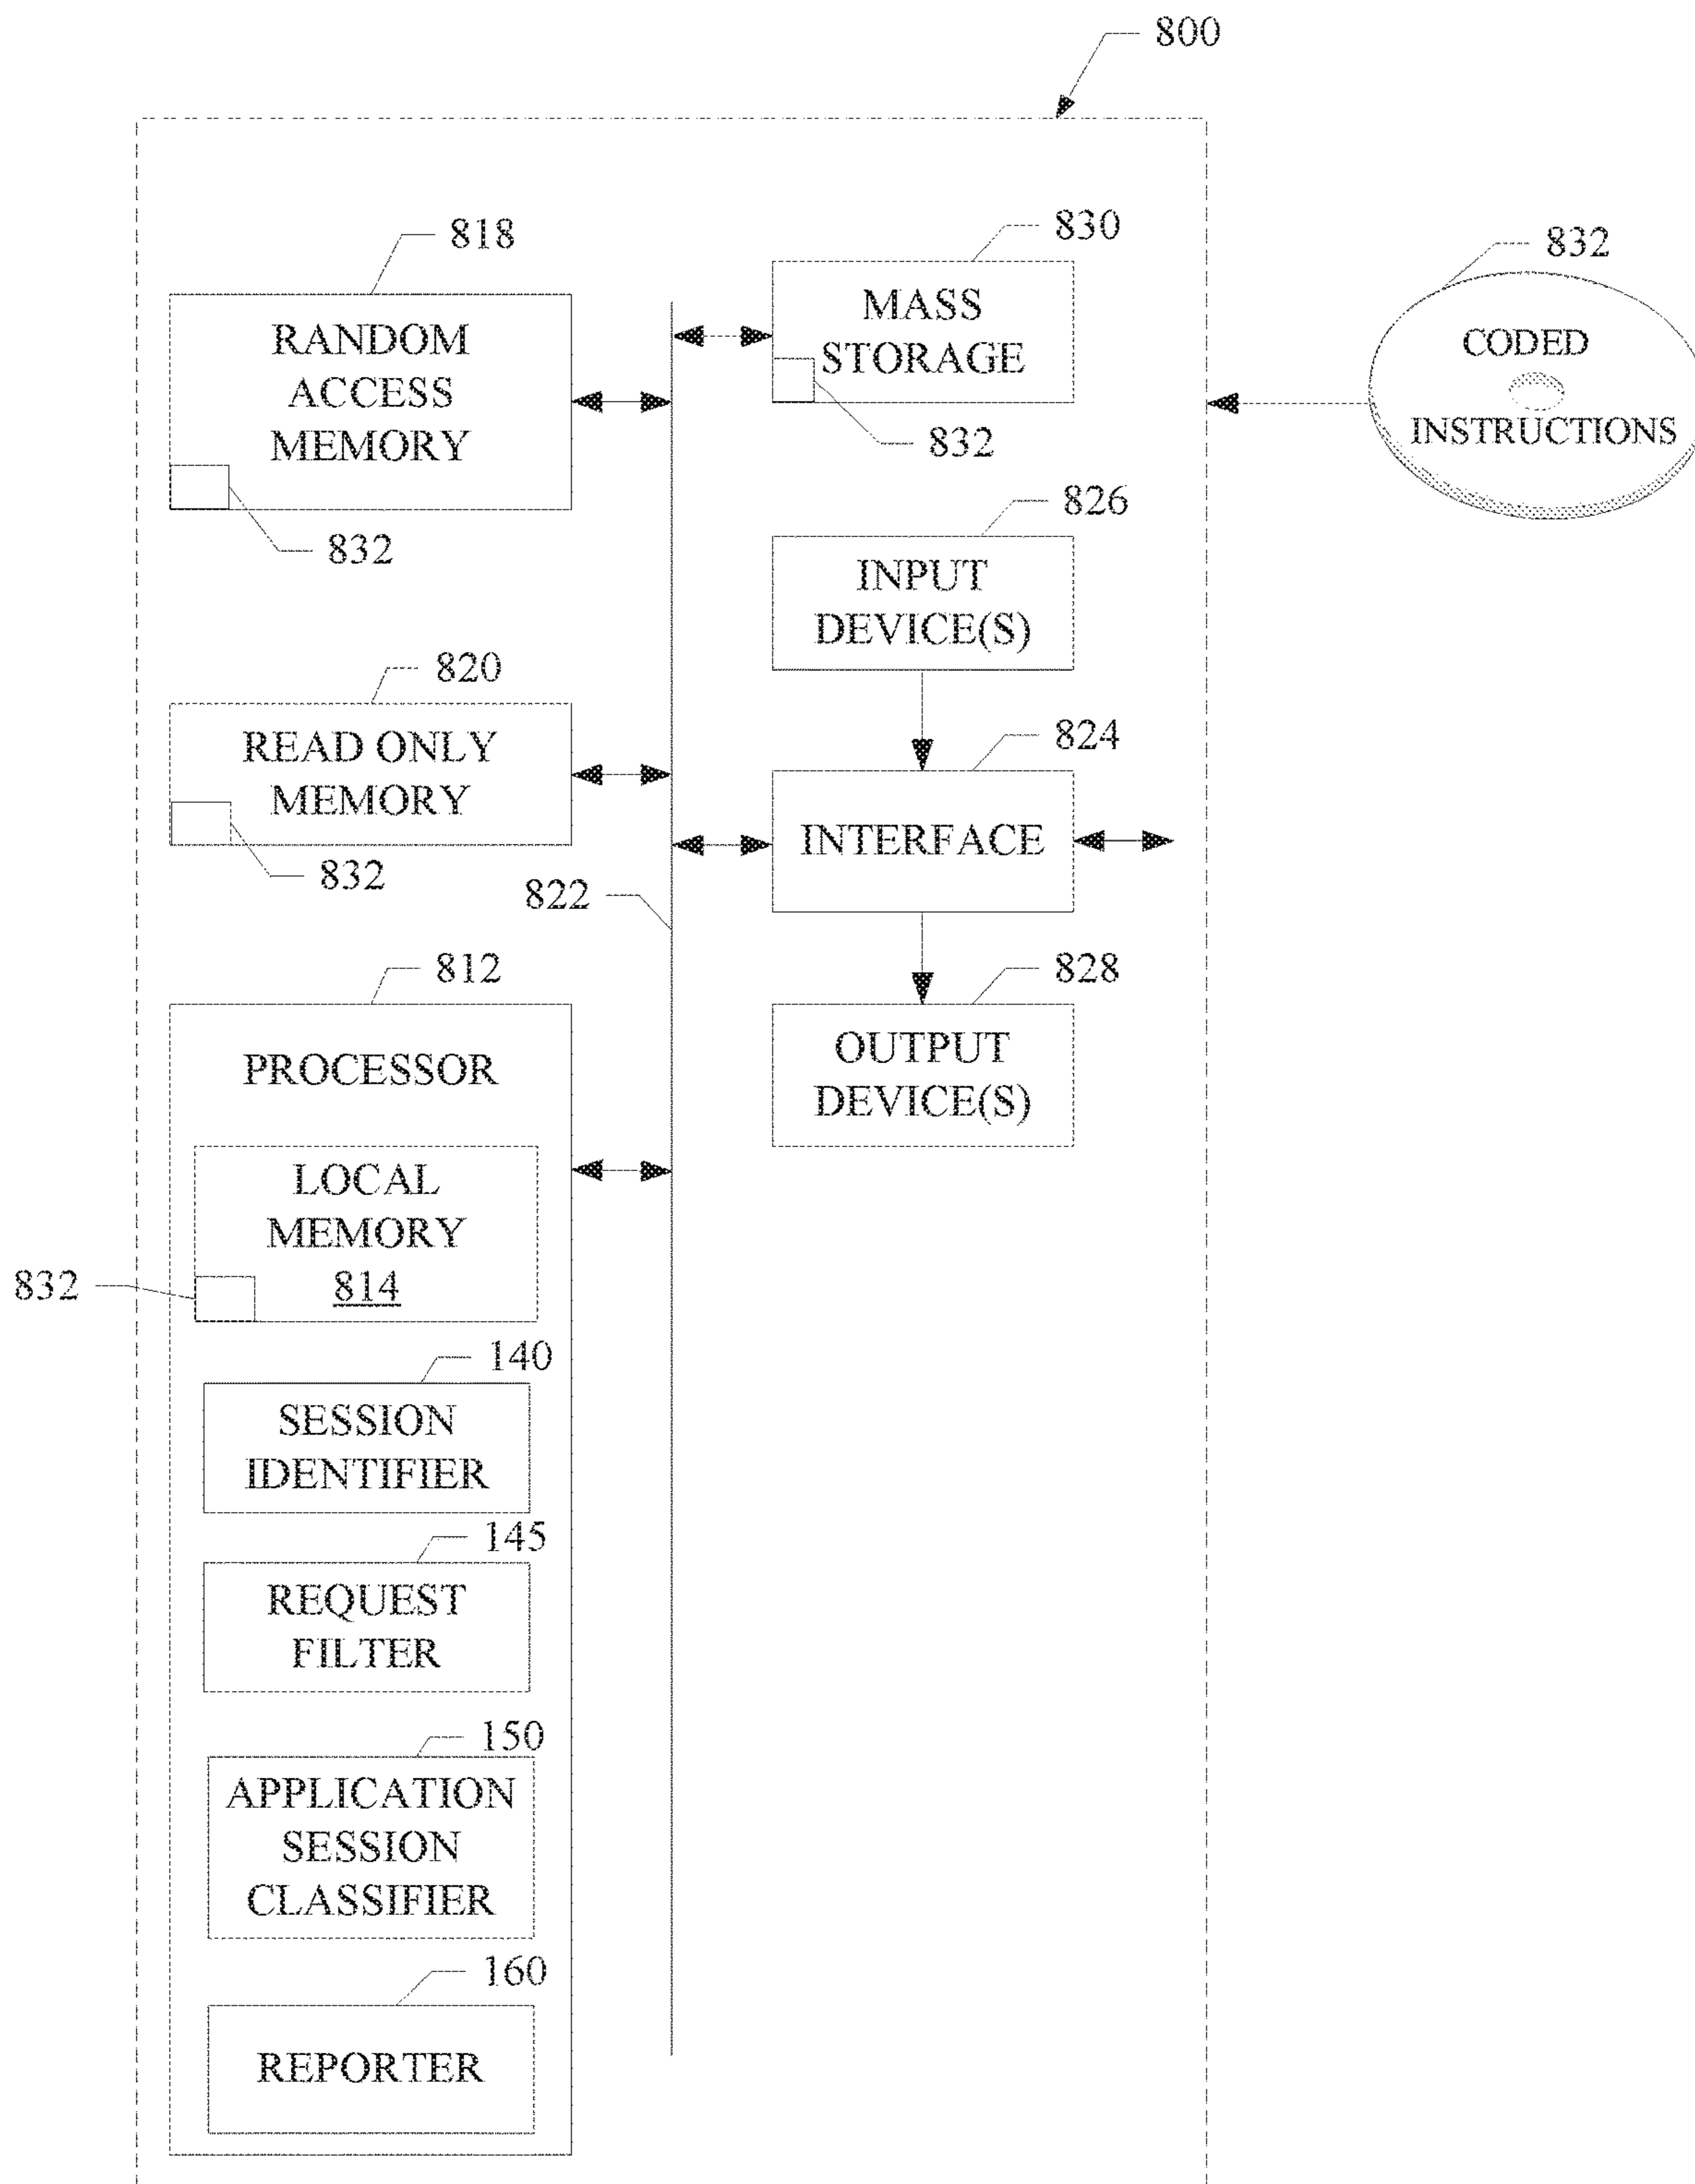 800
818
RANDOM
ACCESS
MEMORY
832
830
MASS
STORAGE
832
832
CODED
INSTRUCTIONS
826
INPUT
DEVICE(S)
820
READ ONLY
MEMORY
832
824
INTERFACE
822
812
PROCESSOR
LOCAL
MEMORY
814
832
828
OUTPUT
DEVICE(S)
140
SESSION
IDENTIFIER
145
REQUEST
FILTER
150
APPLICATION
SESSION
CLASSIFIER
160
REPORTER